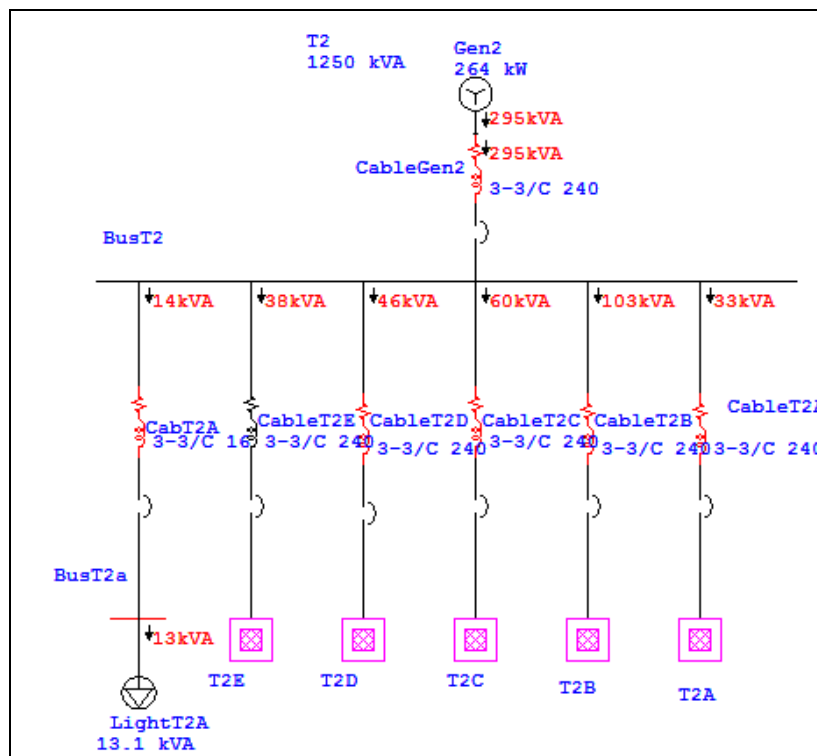 T2
1250 kVA
Gen2
264 kW
295kVA
295kVA
CableGen2
3-3/C 240
BusT2
14kVA
38kVA
46kVA
60kVA
103kVA
33kVA
CabT2A
3-3/C 16
CableT2E
3-3/C 240
CableT2D
3-3/C 240
CableT2C
3-3/C 240
CableT2B
3-3/C 240
CableT2A
3-3/C 240
BusT2a
13kVA
LightT2A
13.1 kVA
T2E
T2D
T2C
T2B
T2A